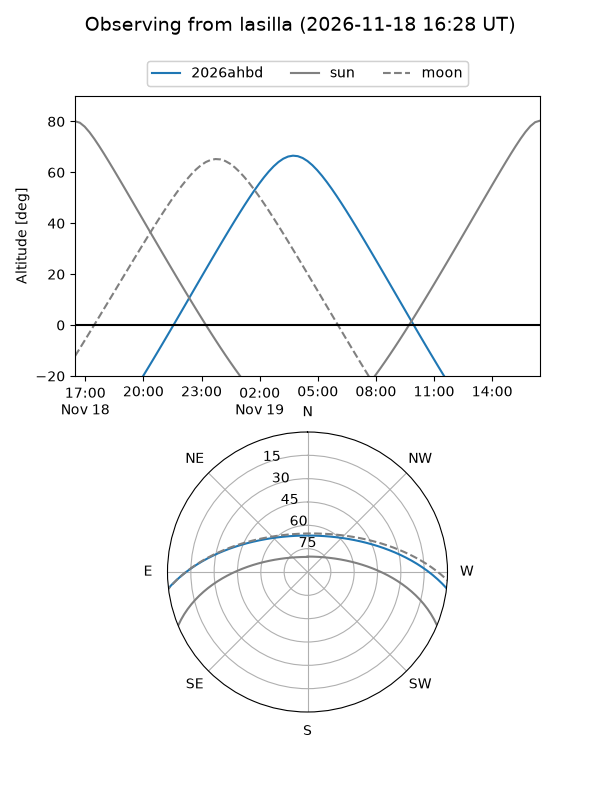 Observing from lasilla (2026-11-18 16:28 UT)
2026ahbd sun moon
Altitude [deg]
80
60
40
20
0
−20
17:00 20:00 23:00 02:00 05:00 08:00 11:00 14:00
Nov 18 Nov 19
N
NE NW
15
30
45
60
75
E W
SE SW
S